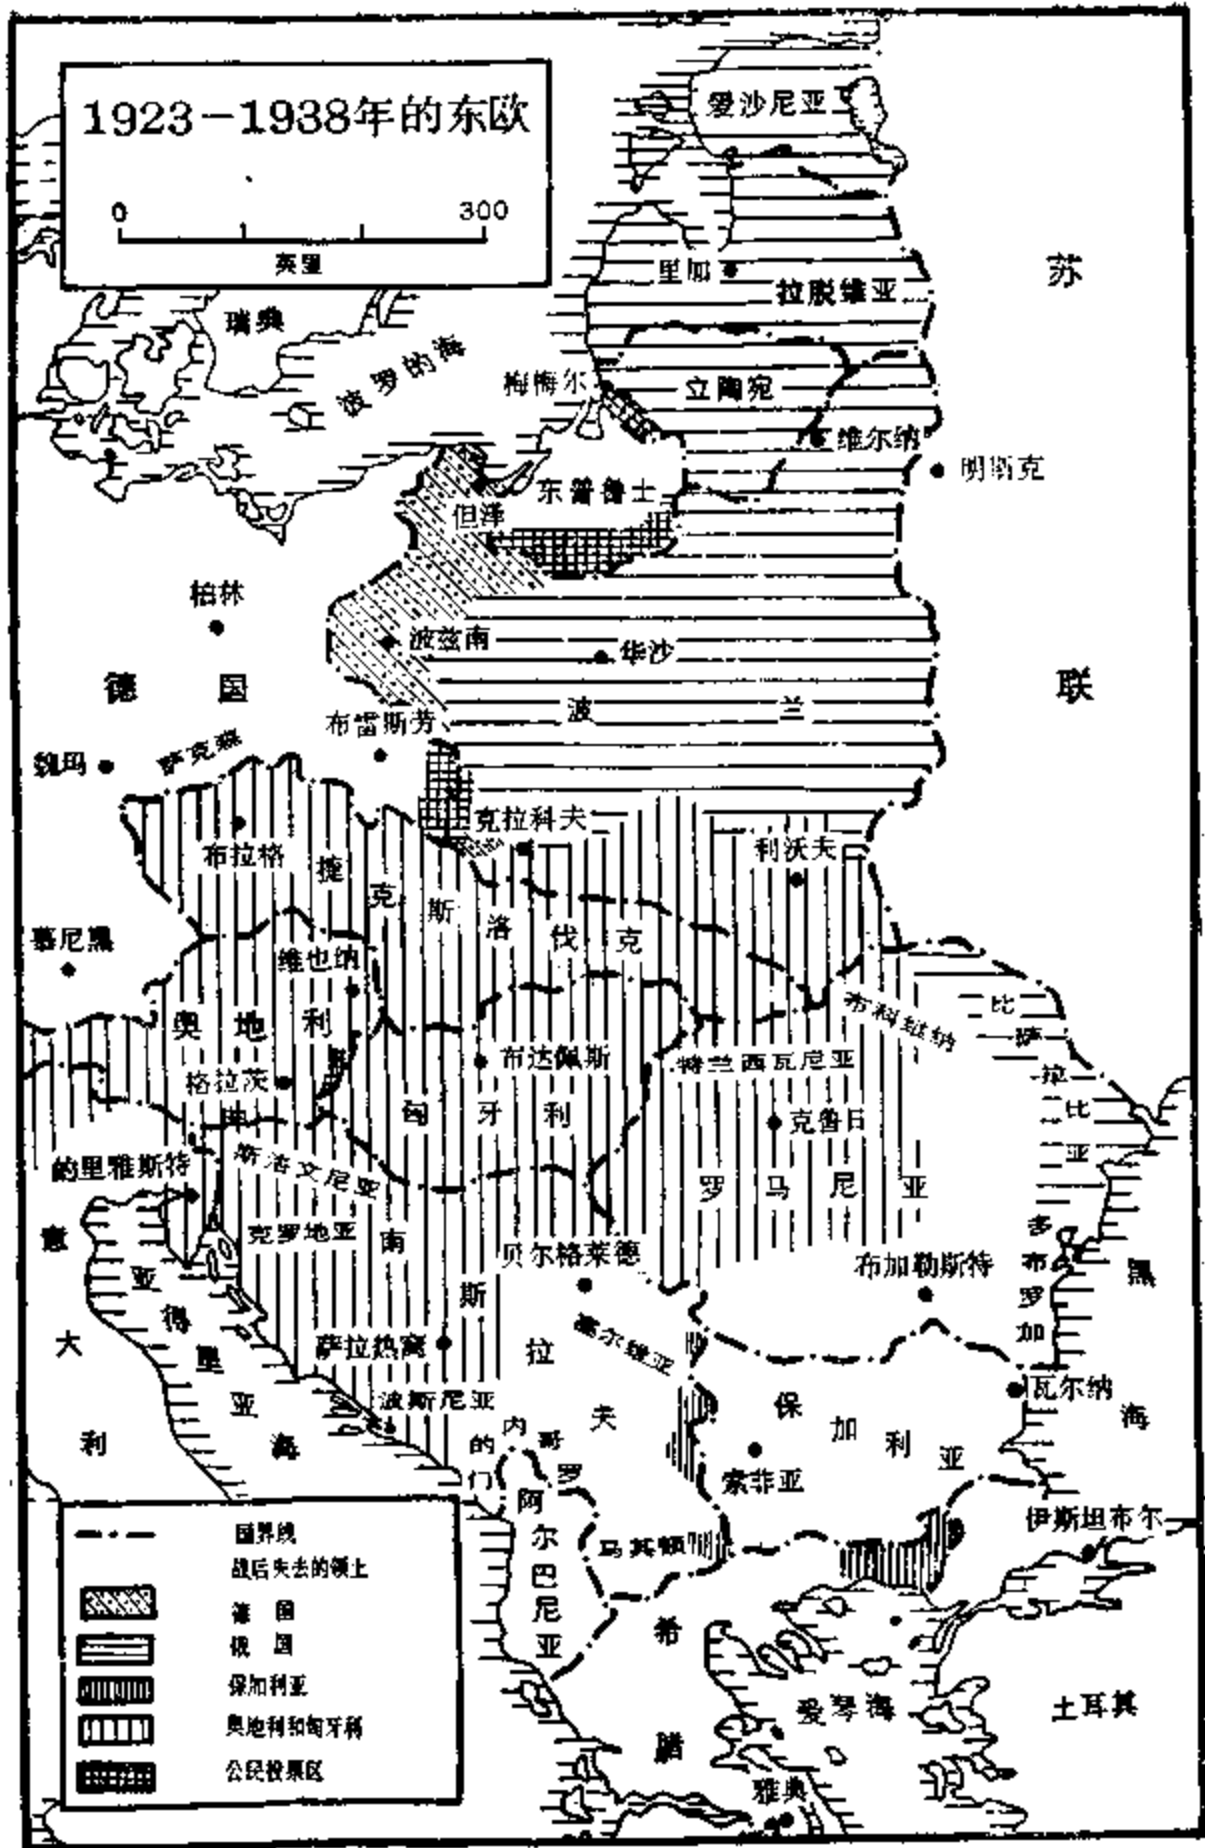 1923－1938年的东欧
0 300
英里
爱沙尼亚
苏
里加
拉脱维亚
瑞典
波罗的海
梅梅尔
立陶宛
维尔纳
明斯克
东普鲁士
但泽
柏林
波兹南
华沙
德国
波兰
联
布雷斯劳
萨克森
魏玛
克拉科夫
布拉格
利沃夫
捷克斯洛伐克
慕尼黑
维也纳
奥地利
布科维纳
比萨拉比亚
布达佩斯
特兰西瓦尼亚
格拉茨
匈牙利
克鲁日
斯洛文尼亚
的里雅斯特
罗马尼亚
克罗地亚
南斯拉夫
多布罗加
黑海
意大利
亚得里亚海
贝尔格莱德
布加勒斯特
塞尔维亚
萨拉热窝
波斯尼亚
瓦尔纳
保加利亚
的门内哥罗
索菲亚
阿尔巴尼亚
马其顿
伊斯坦布尔
希腊
爱琴海
土耳其
雅典
国界线
战后失去的领土
德国
俄国
保加利亚
奥地利和匈牙利
公民投票区